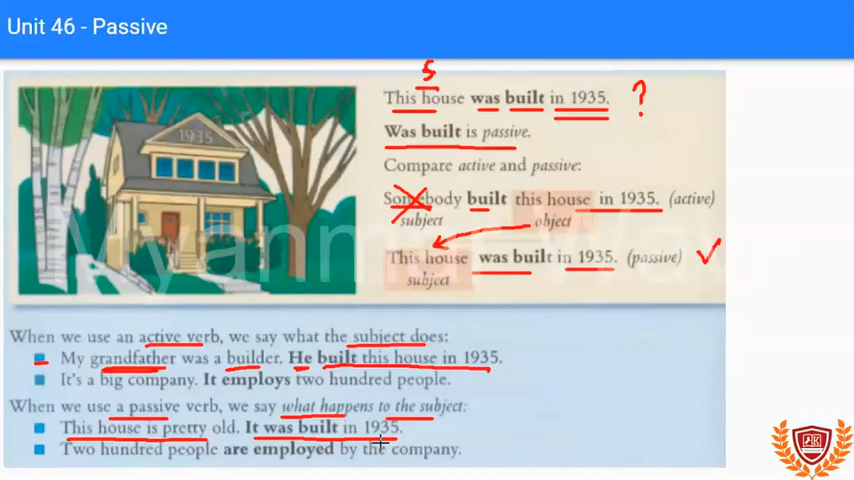 Unit 46 - Passive
5
This house was built in 1935. ?
1935
Was built is passive.
Compare active and passive:
Somebody built this house in 1935. (active)
subject object
This house was built in 1935. (passive)
subject
When we use an active verb, we say what the subject does:
My grandfather was a builder. He built this house in 1935.
It's a big company. It employs two hundred people.
When we use a passive verb, we say what happens to the subject:
This house is pretty old. It was built in 1935.
Two hundred people are employed by the company.